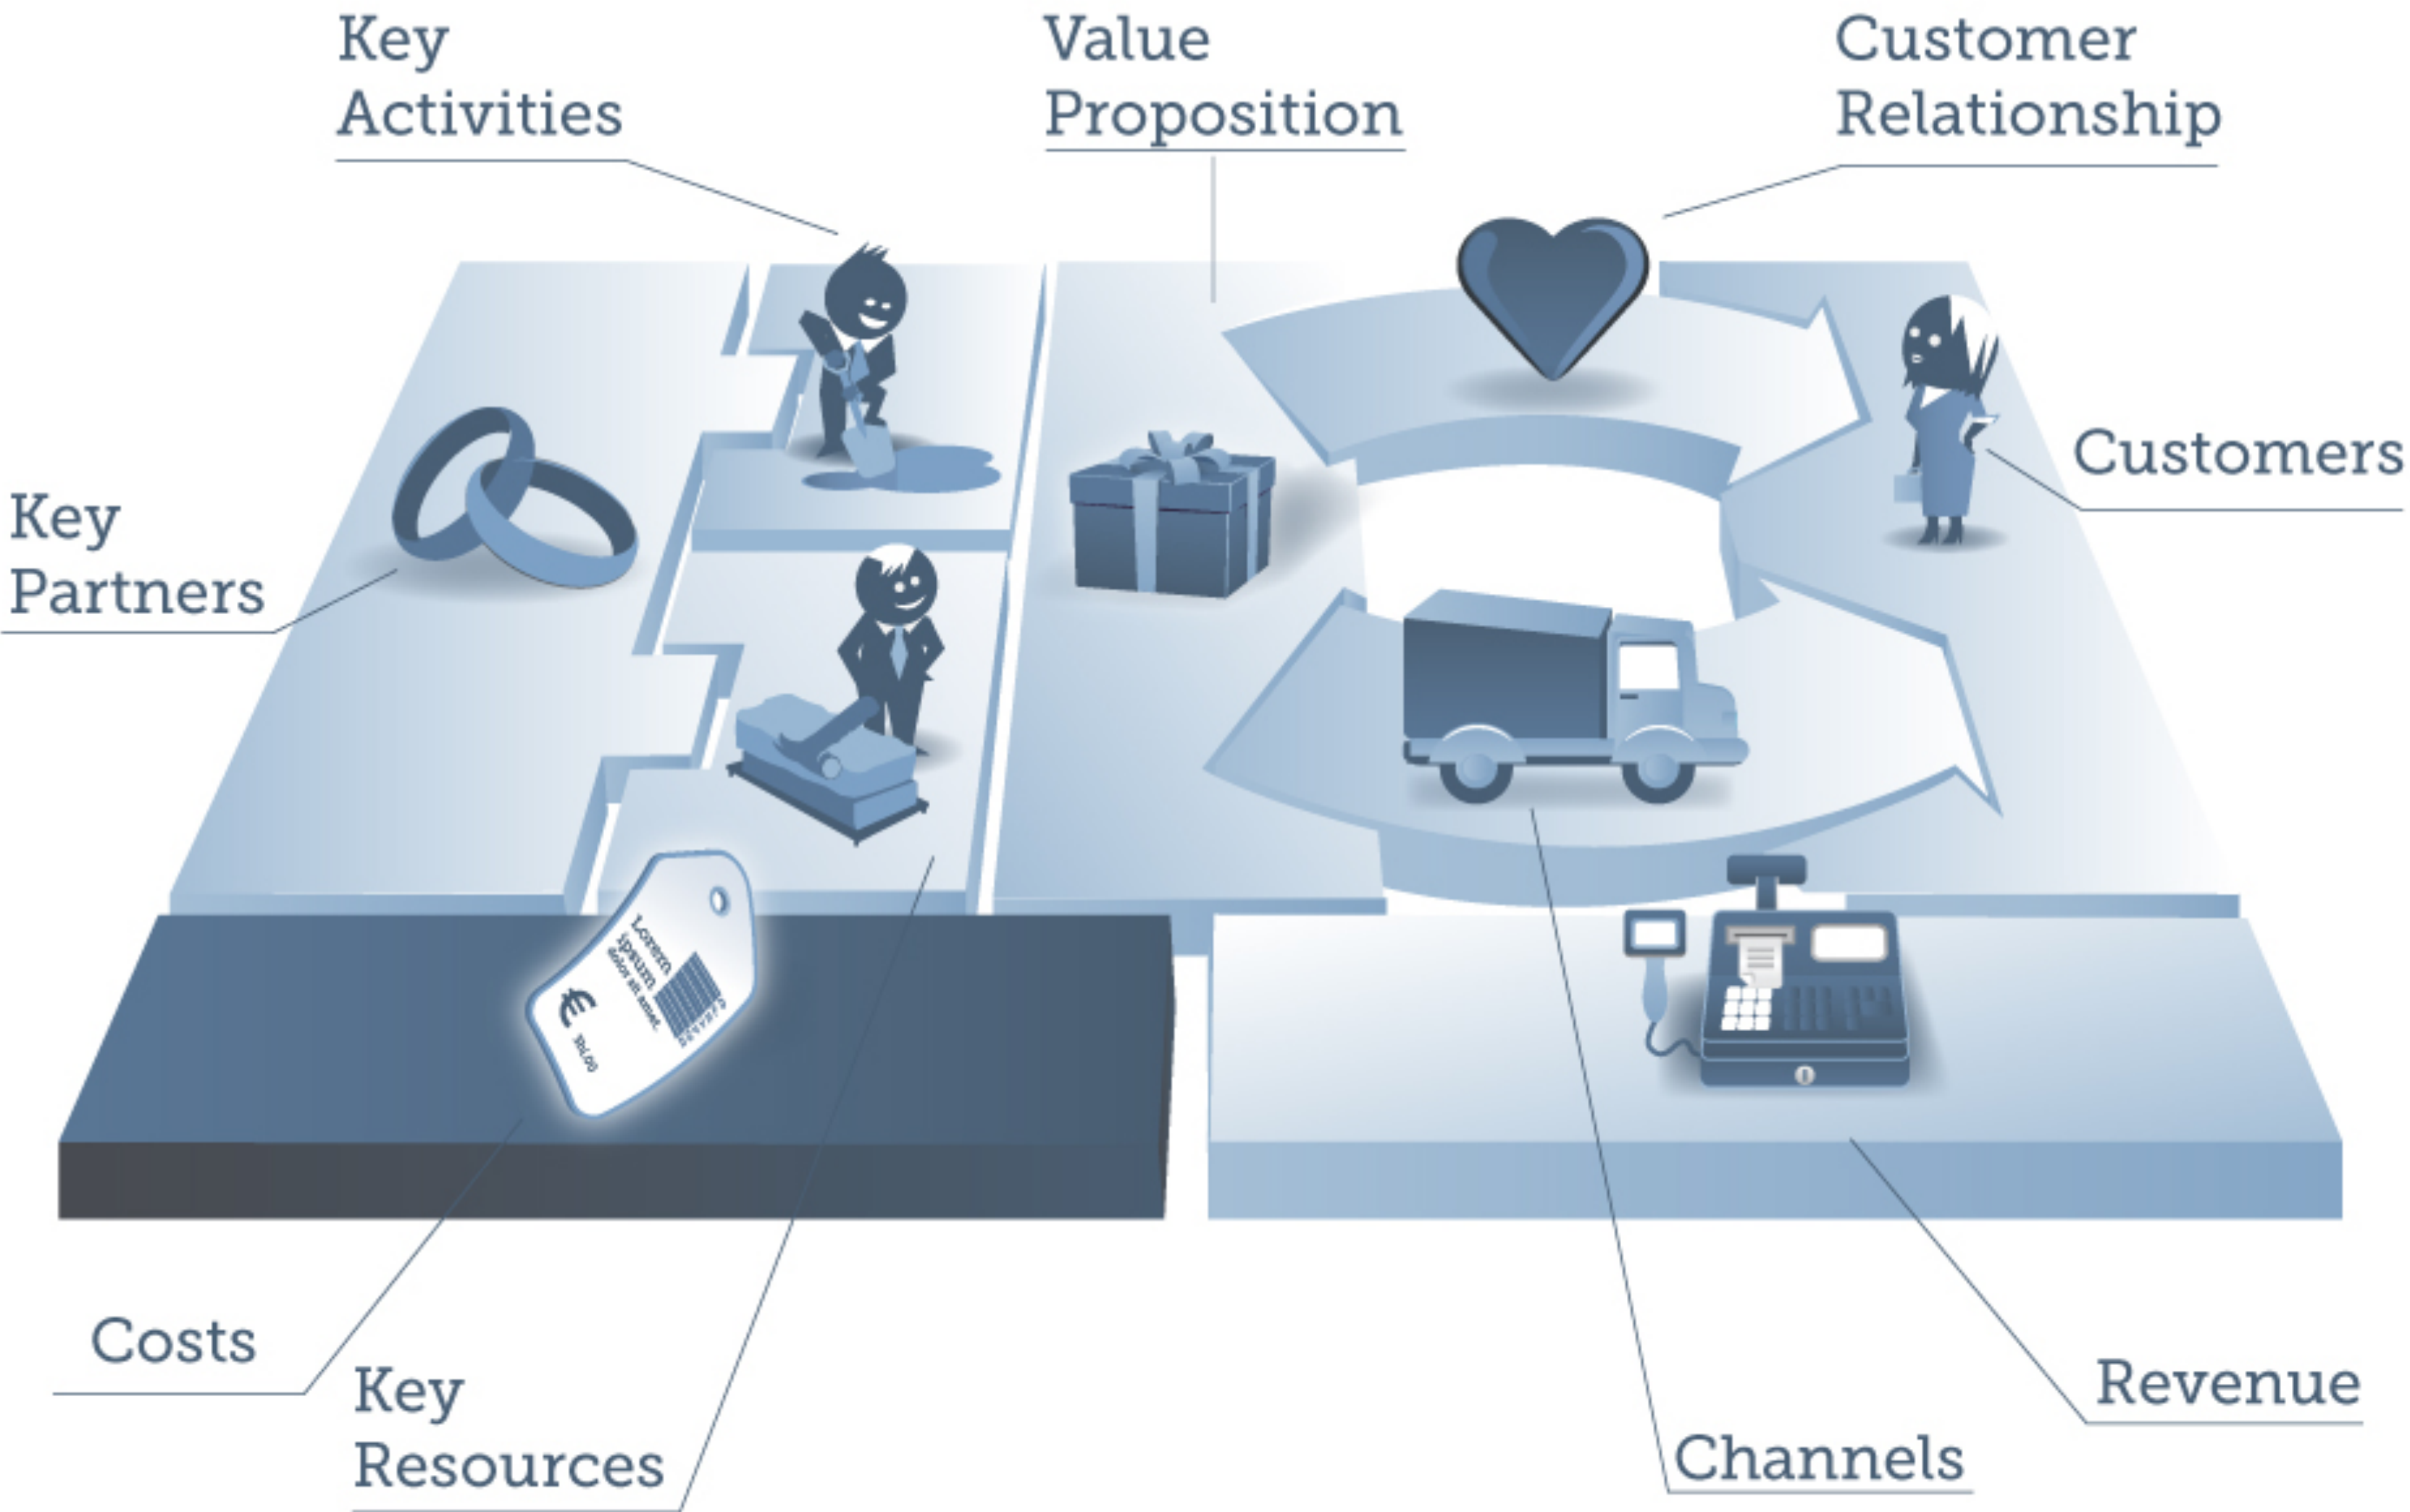 Key
Activities
Value
Proposition
Customer
Relationship
Customers
Key
Partners
Lorem
ipsum
dolor sit amet.
€
Costs
Key
Resources
Revenue
Channels